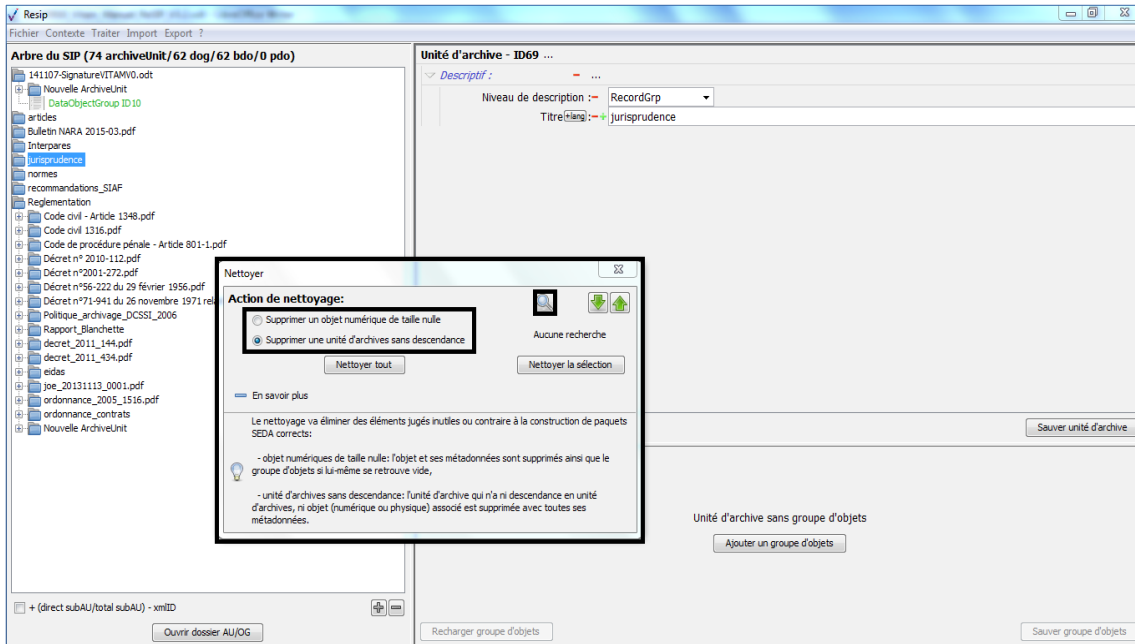 Resip
Fichier Contexte Traiter Import Export ?
Arbre du SIP (74 archiveUnit/62 dog/62 bdo/0 pdo)
141107-SignatureVITAMV0.odt
Nouvelle ArchiveUnit
DataObjectGroup ID10
articles
Bulletin NARA 2015-03.pdf
Interpares
jurisprudence
normes
recommandations_SIAF
Reglementation
Code civil - Article 1348.pdf
Code civil 1316.pdf
Code de procédure pénale - Article 801-1.pdf
Décret n° 2010-112.pdf
Décret n°2001-272.pdf
Décret n°56-222 du 29 février 1956.pdf
Décret n°71-941 du 26 novembre 1971 rela
Politique_archivage_DCSSI_2006
Rapport_Blanchette
decret_2011_144.pdf
decret_2011_434.pdf
eidas
joe_20131113_0001.pdf
ordonnance_2005_1516.pdf
ordonnance_contrats
Nouvelle ArchiveUnit
+ (direct subAU/total subAU) - xmlID
Ouvrir dossier AU/OG
Unité d'archive - ID69 ...
Descriptif : - ...
Niveau de description :- RecordGrp
Titre +lang :-+ jurisprudence
Nettoyer
Action de nettoyage:
Supprimer un objet numérique de taille nulle
Supprimer une unité d'archives sans descendance
Aucune recherche
Nettoyer tout
Nettoyer la sélection
En savoir plus
Le nettoyage va éliminer des éléments jugés inutiles ou contraire à la construction de paquets
SEDA corrects:
- objet numériques de taille nulle: l'objet et ses métadonnées sont supprimés ainsi que le
groupe d'objets si lui-même se retrouve vide,
- unité d'archives sans descendance: l'unité d'archive qui n'a ni descendance en unité
d'archives, ni objet (numérique ou physique) associé est supprimée avec toutes ses
métadonnées.
Sauver unité d'archive
Unité d'archive sans groupe d'objets
Ajouter un groupe d'objets
Recharger groupe d'objets
Sauver groupe d'objets